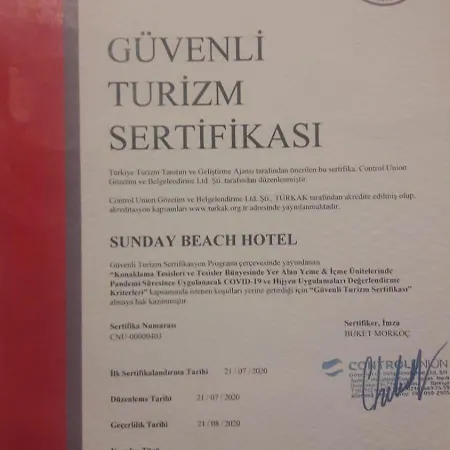 GÜVENLİ
TURİZM
SERTİFİKASI
Türkiye Turizm Tanıtım ve Geliştirme Ajansı tarafından önerilen bu sertifika, Control Union
Gözetim ve Belgelendirme Ltd. Şti. tarafından düzenlenmiştir.
Control Union Gözetim ve Belgelendirme Ltd. Şti., TÜRKAK tarafından akredite edilmiş olup,
akreditasyon kapsamları www.turkak.org.tr adresinde yayınlanmaktadır.
SUNDAY BEACH HOTEL
Güvenli Turizm Sertifikasyon Programı çerçevesinde yayınlanan
"Konaklama Tesisleri ve Tesisler Bünyesinde Yer Alan Yeme & İçme Ünitelerinde
Pandemi Süresince Uygulanacak COVID-19 ve Hijyen Uygulamaları Değerlendirme
Kriterleri" kapsamında istenen koşulları yerine getirdiği için "Güvenli Turizm Sertifikası"
almaya hak kazanmıştır.
Sertifika Numarası
CNU-00000403
Sertifiker, İmza
BUKET MORKOÇ
CONTROLUNION
İlk Sertifikalandırma Tarihi 21 / 07 / 2020
Düzenleme Tarihi 21 / 07 / 2020
Geçerlilik Tarihi 21 / 08 / 2020